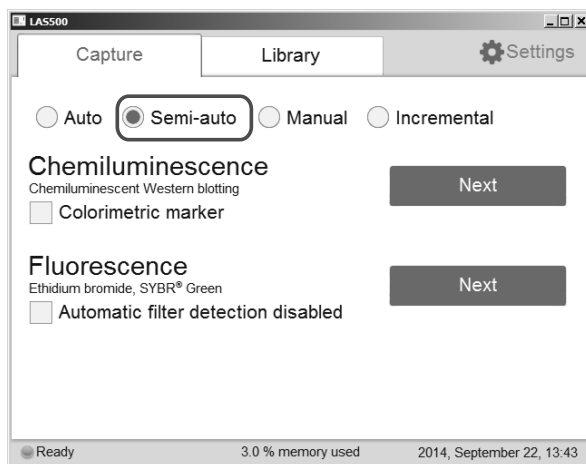 LAS500
Capture Library Settings
Auto Semi-auto Manual Incremental
Chemiluminescence
Chemiluminescent Western blotting
Next
Colorimetric marker
Fluorescence
Ethidium bromide, SYBR® Green
Next
Automatic filter detection disabled
Ready 3.0 % memory used 2014, September 22, 13:43